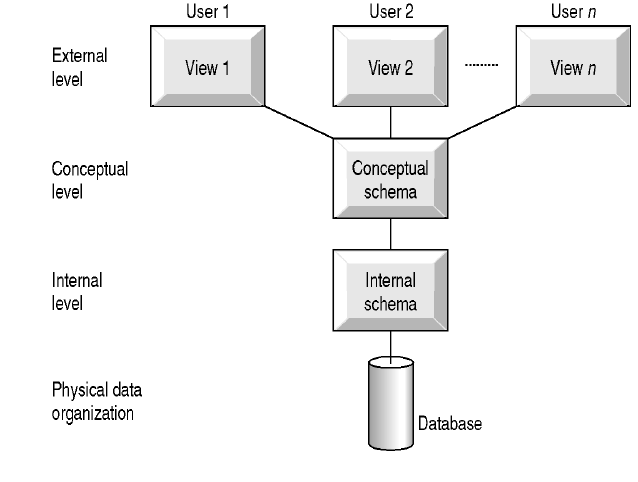 User 1
User 2
User n
External
level
View 1
View 2
View n
Conceptual
level
Conceptual
schema
Internal
level
Internal
schema
Physical data
organization
Database